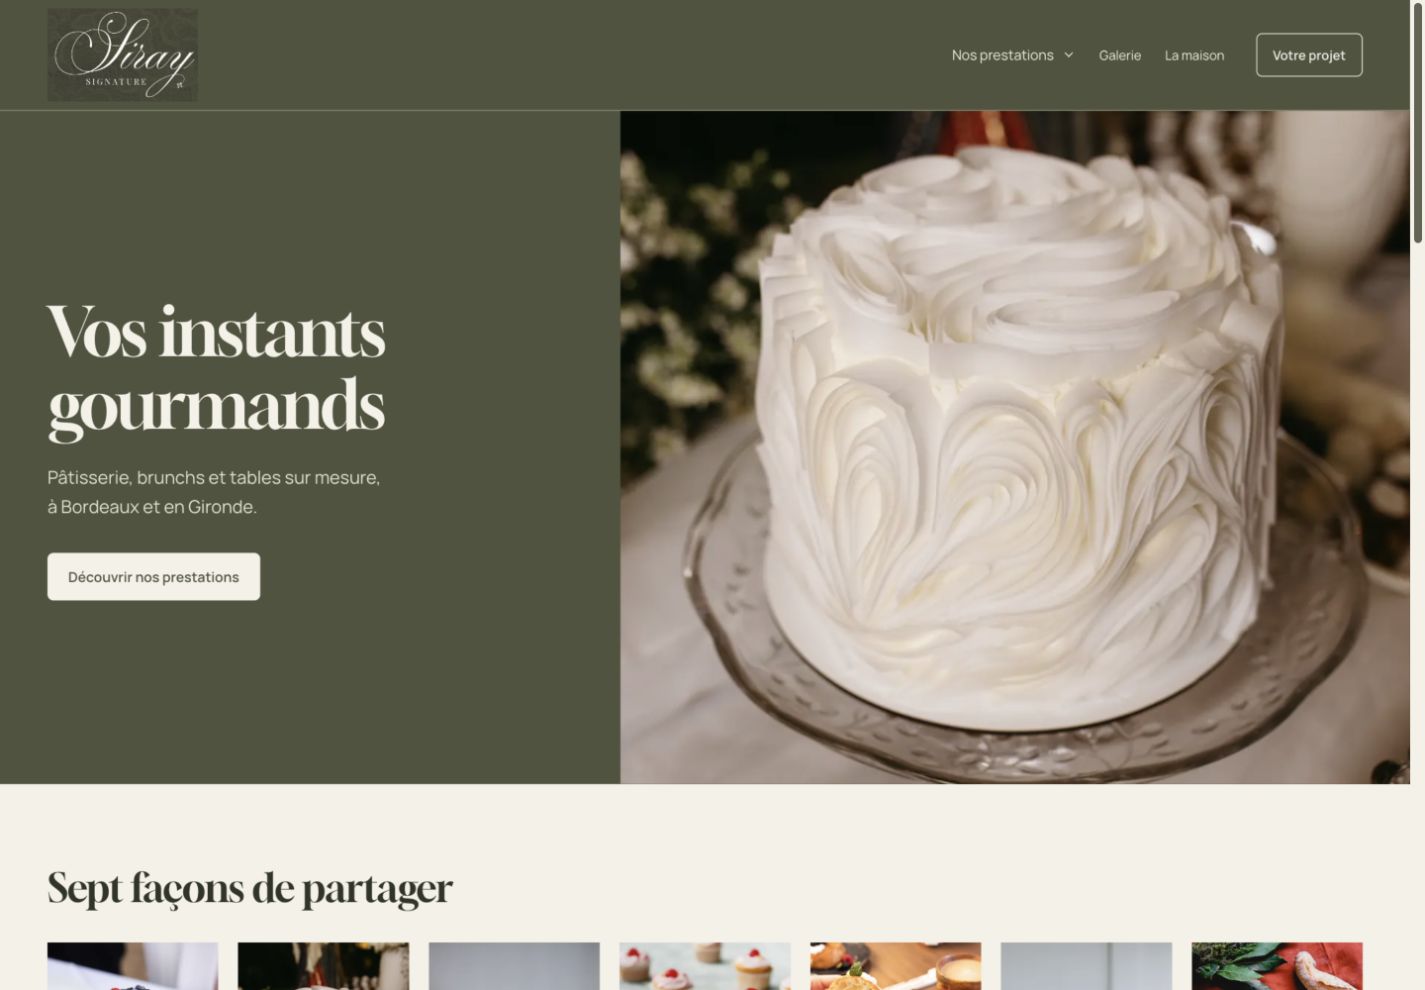 Siray
SIGNATURE
Nos prestations
Galerie
La maison
Votre projet
Vos instants
gourmands
Pâtisserie, brunchs et tables sur mesure,
à Bordeaux et en Gironde.
Découvrir nos prestations
Sept façons de partager